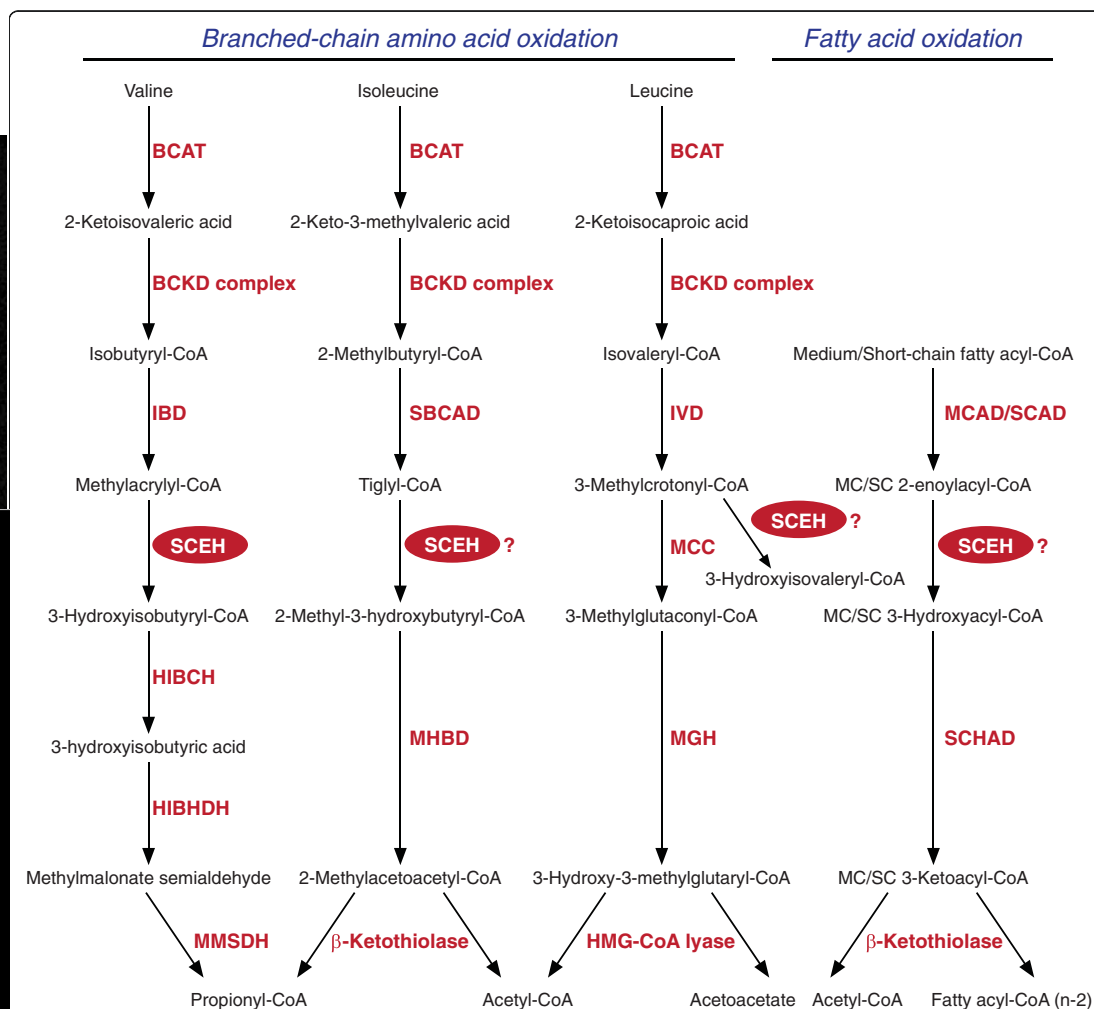 Branched-chain amino acid oxidation Fatty acid oxidation
Valine Isoleucine Leucine
BCAT BCAT BCAT
2-Ketoisovaleric acid 2-Keto-3-methylvaleric acid 2-Ketoisocaproic acid
BCKD complex BCKD complex BCKD complex
Isobutyryl-CoA 2-Methylbutyryl-CoA Isovaleryl-CoA Medium/Short-chain fatty acyl-CoA
IBD SBCAD IVD MCAD/SCAD
Methylacrylyl-CoA Tiglyl-CoA 3-Methylcrotonyl-CoA MC/SC 2-enoylacyl-CoA
SCEH ?
SCEH SCEH ? SCEH ?
MCC
3-Hydroxyisovaleryl-CoA
3-Hydroxyisobutyryl-CoA 2-Methyl-3-hydroxybutyryl-CoA 3-Methylglutaconyl-CoA MC/SC 3-Hydroxyacyl-CoA
HIBCH
3-hydroxyisobutyric acid MHBD MGH SCHAD
HIBHDH
Methylmalonate semialdehyde 2-Methylacetoacetyl-CoA 3-Hydroxy-3-methylglutaryl-CoA MC/SC 3-Ketoacyl-CoA
MMSDH β-Ketothiolase HMG-CoA lyase β-Ketothiolase
Propionyl-CoA Acetyl-CoA Acetoacetate Acetyl-CoA Fatty acyl-CoA (n-2)